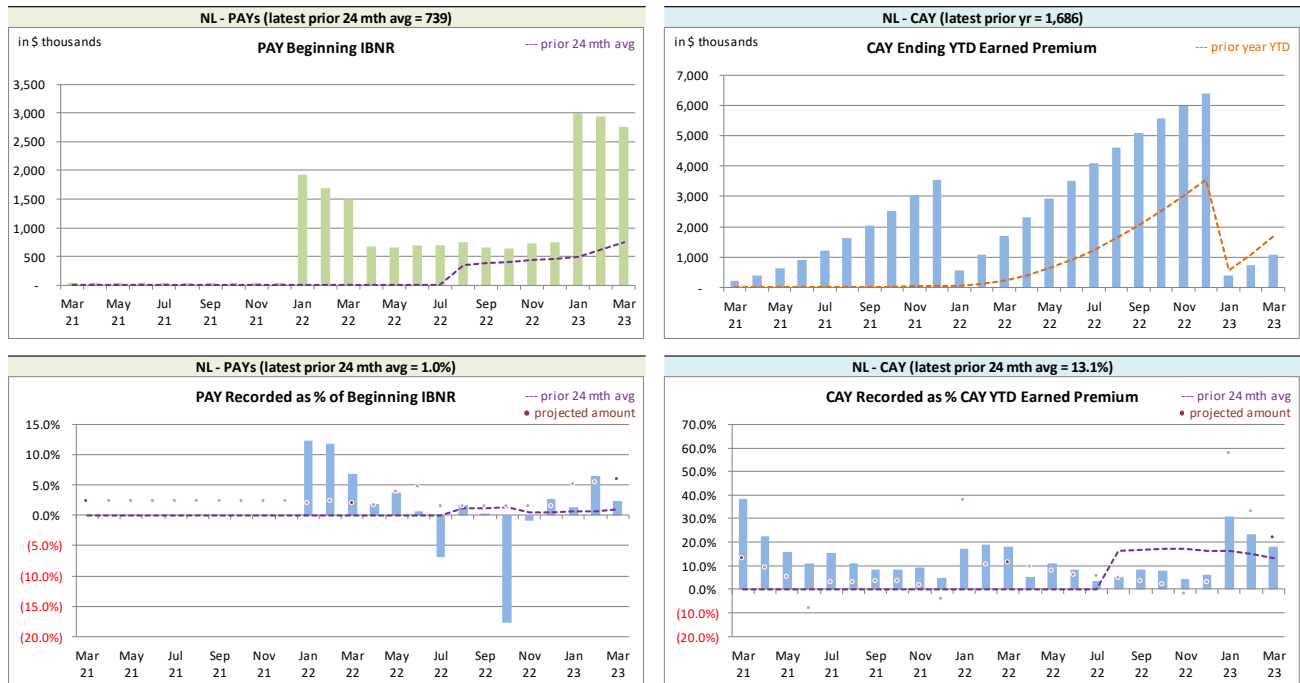 NL - PAYs (latest prior 24 mth avg = 739)
in $ thousands
PAY Beginning IBNR
--- prior 24 mth avg
3,500
3,000
2,500
2,000
1,500
1,000
500
-
Mar May Jul Sep Nov Jan Mar May Jul Sep Nov Jan Mar
21 21 21 21 21 22 22 22 22 22 22 23 23
NL - CAY (latest prior yr = 1,686)
in $ thousands
CAY Ending YTD Earned Premium
--- prior year YTD
7,000
6,000
5,000
4,000
3,000
2,000
1,000
-
Mar May Jul Sep Nov Jan Mar May Jul Sep Nov Jan Mar
21 21 21 21 21 22 22 22 22 22 22 23 23
NL - PAYs (latest prior 24 mth avg = 1.0%)
PAY Recorded as % of Beginning IBNR
--- prior 24 mth avg
• projected amount
15.0%
10.0%
5.0%
0.0%
(5.0%)
(10.0%)
(15.0%)
(20.0%)
Mar May Jul Sep Nov Jan Mar May Jul Sep Nov Jan Mar
21 21 21 21 21 22 22 22 22 22 22 23 23
NL - CAY (latest prior 24 mth avg = 13.1%)
CAY Recorded as % CAY YTD Earned Premium
--- prior 24 mth avg
• projected amount
70.0%
60.0%
50.0%
40.0%
30.0%
20.0%
10.0%
0.0%
(10.0%)
(20.0%)
Mar May Jul Sep Nov Jan Mar May Jul Sep Nov Jan Mar
21 21 21 21 21 22 22 22 22 22 22 23 23